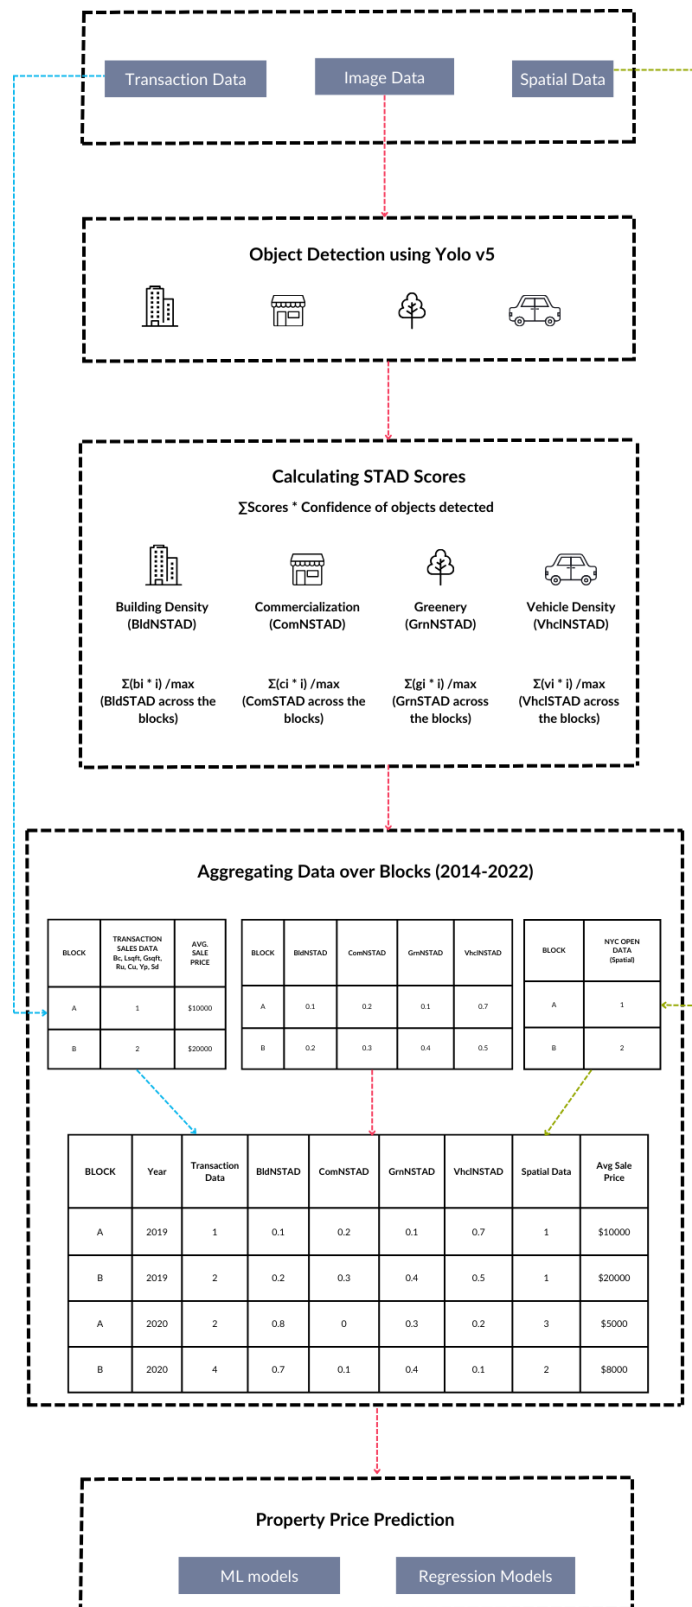 Transaction Data
Image Data
Spatial Data
Object Detection using Yolo v5
Calculating STAD Scores
∑Scores * Confidence of objects detected
Building Density
(BldNSTAD)
Commercialization
(ComNSTAD)
Greenery
(GrnNSTAD)
Vehicle Density
(VhclNSTAD)
Σ(bi * i) /max
(BldSTAD across the
blocks)
Σ(ci * i) /max
(ComSTAD across the
blocks)
Σ(gi * i) /max
(GrnSTAD across
the blocks)
Σ(vi * i) /max
(VhclSTAD across
the blocks)
Aggregating Data over Blocks (2014-2022)
BLOCK
TRANSACTION
SALES DATA
Bc, Lsqft, Gsqft,
Ru, Cu, Yp, Sd
AVG.
SALE
PRICE
A 1 $10000
B 2 $20000
BLOCK BldNSTAD ComNSTAD GrnNSTAD VhclNSTAD
A 0.1 0.2 0.1 0.7
B 0.2 0.3 0.4 0.5
BLOCK
NYC OPEN
DATA
(Spatial)
A 1
B 2
BLOCK
Year
Transaction
Data
BldNSTAD
ComNSTAD
GrnNSTAD
VhclNSTAD
Spatial Data
Avg Sale
Price
A 2019 1 0.1 0.2 0.1 0.7 1 $10000
B 2019 2 0.2 0.3 0.4 0.5 1 $20000
A 2020 2 0.8 0 0.3 0.2 3 $5000
B 2020 4 0.7 0.1 0.4 0.1 2 $8000
Property Price Prediction
ML models
Regression Models